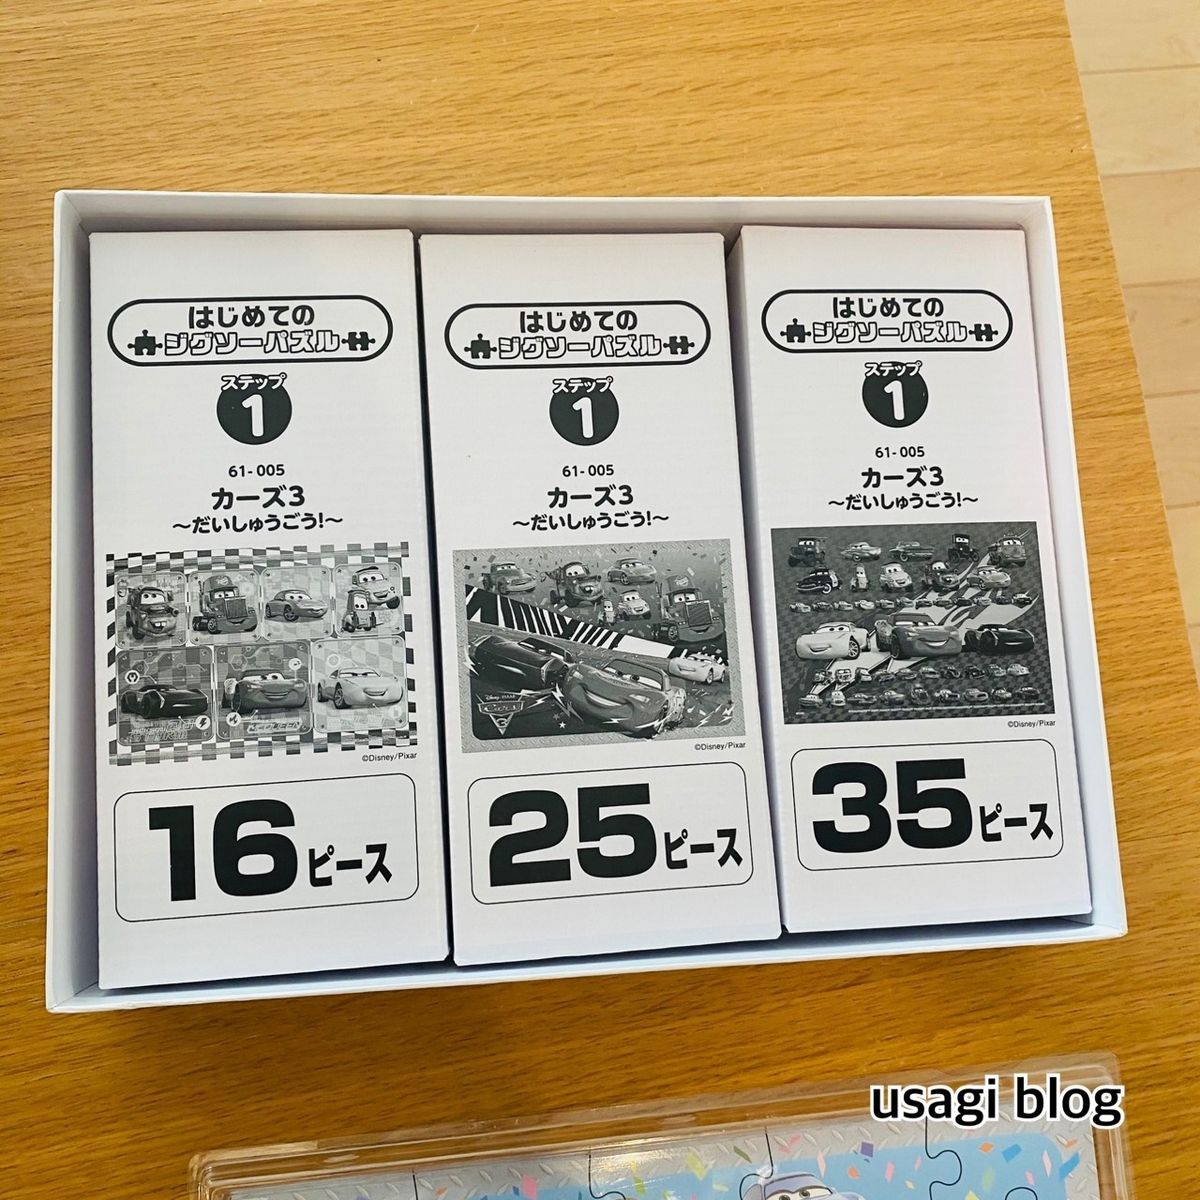 はじめての
ジグソーパズル
ステップ
1
61-005
カーズ3
～だいしゅうごう!～
©Disney/Pixar
16ピース
はじめての
ジグソーパズル
ステップ
1
61-005
カーズ3
～だいしゅうごう!～
Cars
3
©Disney/Pixar
25ピース
はじめての
ジグソーパズル
ステップ
1
61-005
カーズ3
～だいしゅうごう!～
©Disney/Pixar
35ピース
usagi blog